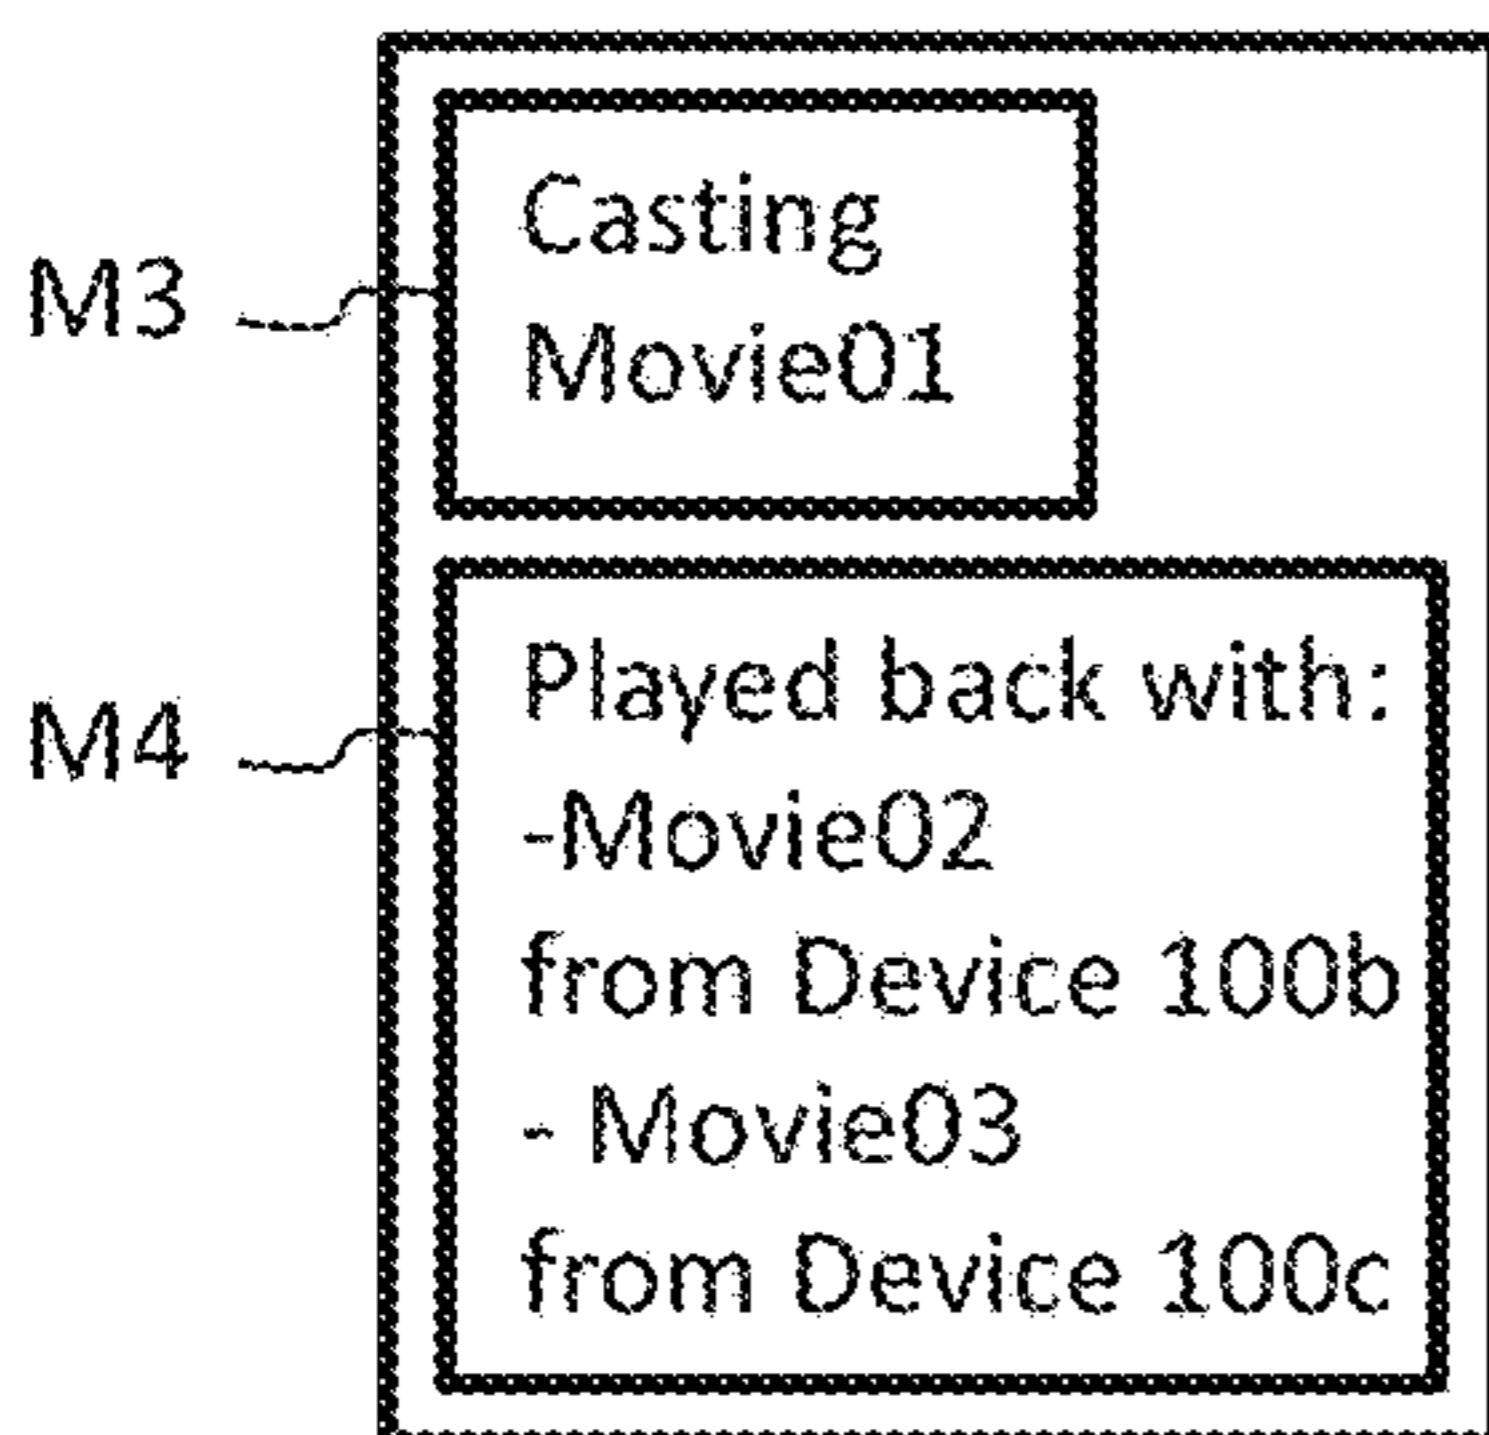 M3
Casting
Movie01
M4
Played back with:
-Movie02
from Device 100b
- Movie03
from Device 100c